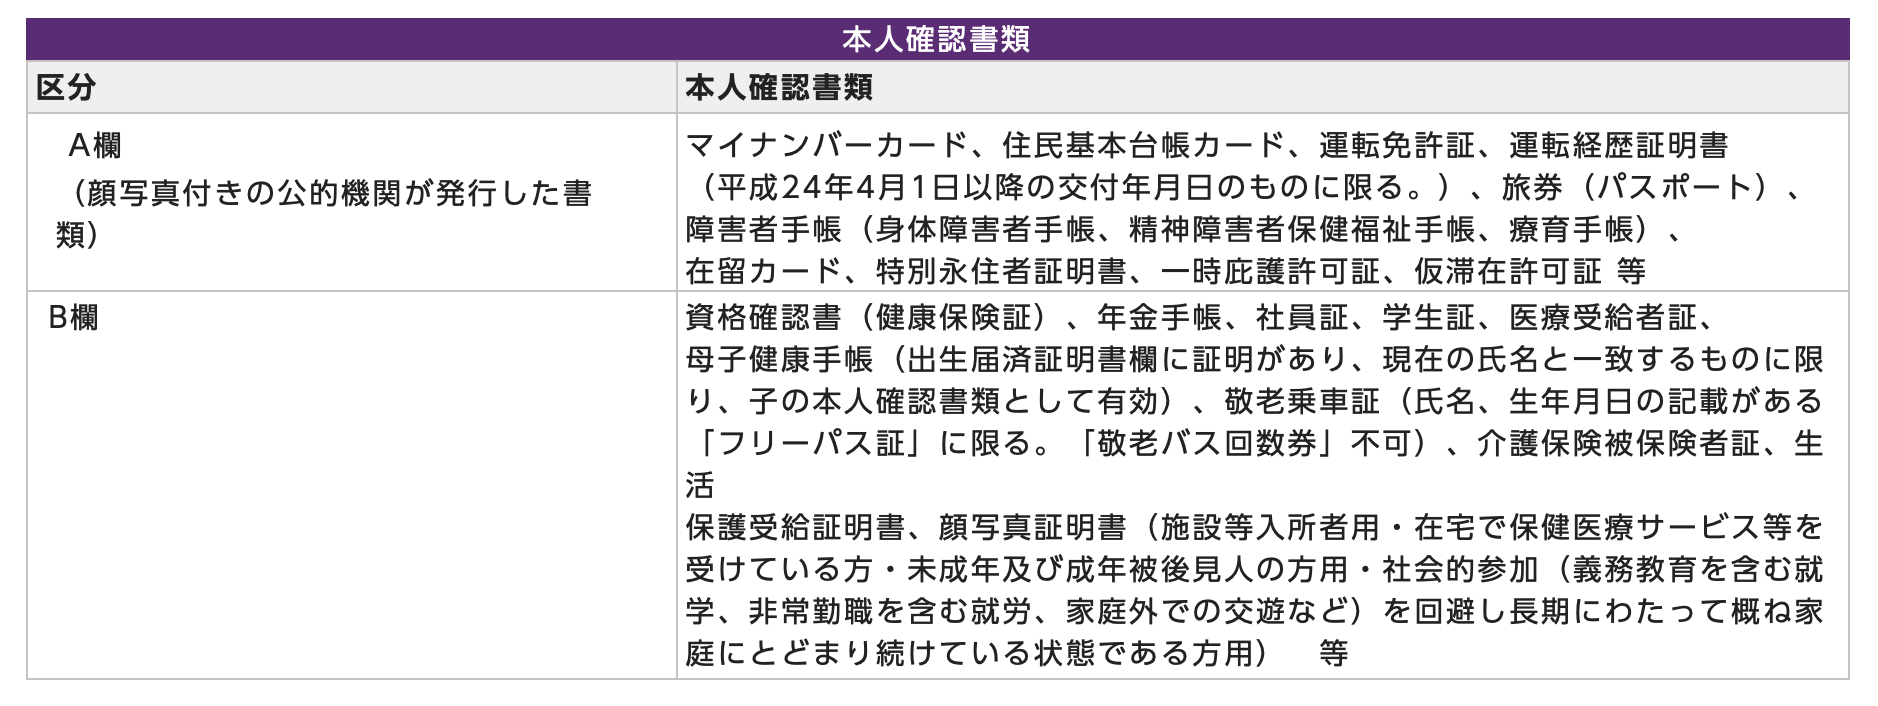 本人確認書類
区分
本人確認書類
A欄
（顔写真付きの公的機関が発行した書
類）
マイナンバーカード、住民基本台帳カード、運転免許証、運転経歴証明書
（平成24年4月1日以降の交付年月日のものに限る。）、旅券（パスポート）、
障害者手帳（身体障害者手帳、精神障害者保健福祉手帳、療育手帳）、
在留カード、特別永住者証明書、一時庇護許可証、仮滞在許可証 等
B欄
資格確認書（健康保険証）、年金手帳、社員証、学生証、医療受給者証、
母子健康手帳（出生届済証明書欄に証明があり、現在の氏名と一致するものに限
り、子の本人確認書類として有効）、敬老乗車証（氏名、生年月日の記載がある
「フリーパス証」に限る。「敬老バス回数券」不可）、介護保険被保険者証、生
活
保護受給証明書、顔写真証明書（施設等入所者用・在宅で保健医療サービス等を
受けている方・未成年及び成年被後見人の方用・社会的参加（義務教育を含む就
学、非常勤職を含む就労、家庭外での交遊など）を回避し長期にわたって概ね家
庭にとどまり続けている状態である方用）　等